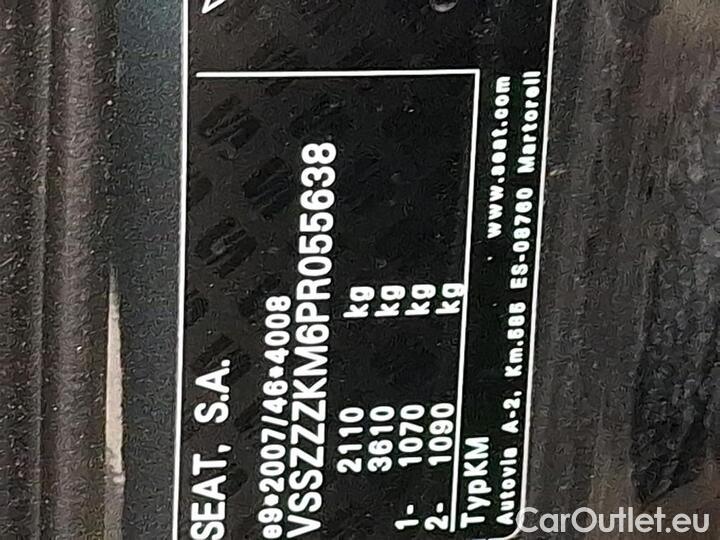 SEAT, S.A.
e9*2007/46*4008
VSSZZZKM6PR055638
2110 kg
3610 kg
1- 1070 kg
2- 1090 kg
TypKM
www.seat.com
Autovia A-2, Km.585 ES-08760 Martorell
CarOutlet.eu